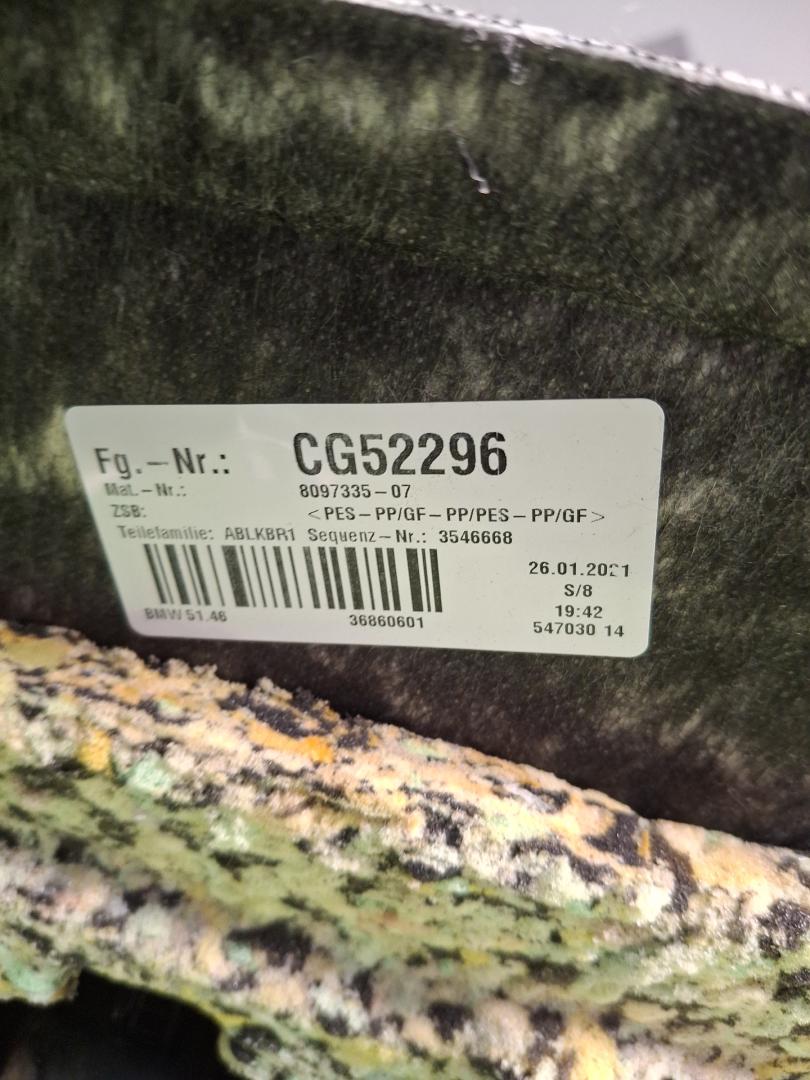 Fg.-Nr.: CG52296
Mat.-Nr.: 8097335-07
ZSB: <PES-PP/GF-PP/PES-PP/GF>
Teilefamilie: ABLKBR1 Sequenz-Nr.: 3546668
26.01.2021
S/8
19:42
BMW 51.46 36860601
547030 14